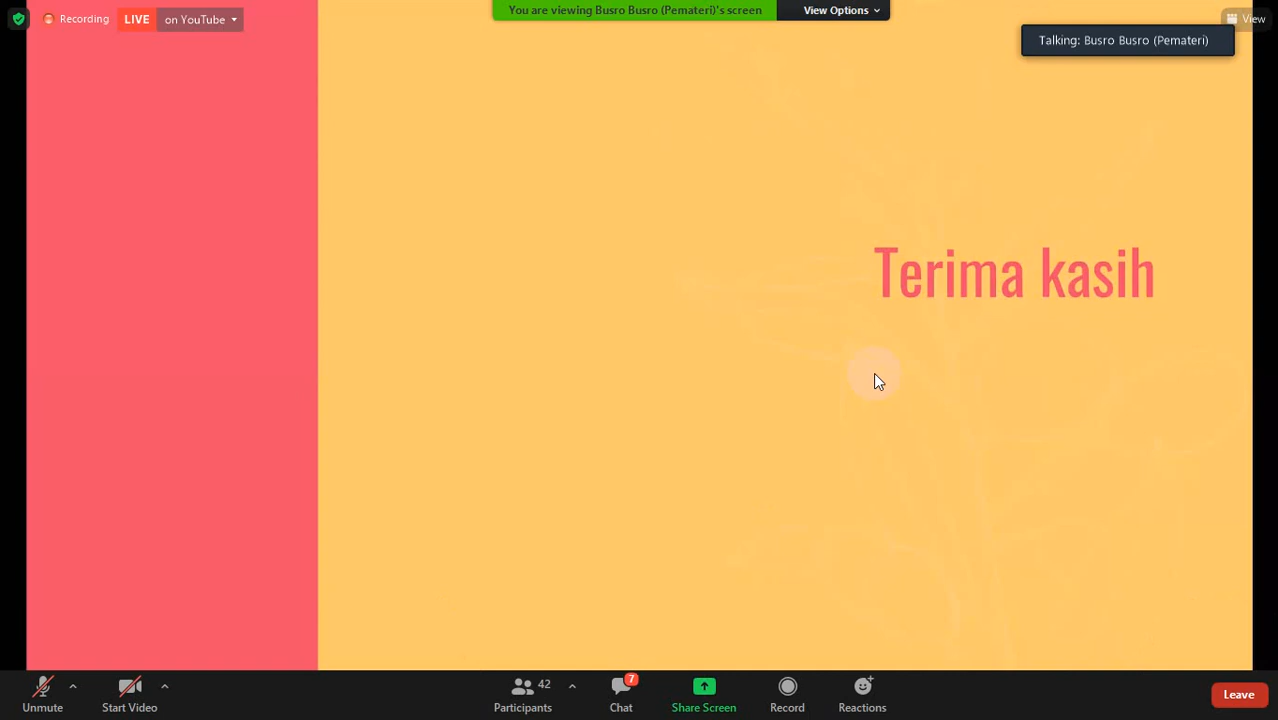 Recording
LIVE
on YouTube
You are viewing Busro Busro (Pemateri)'s screen
View Options
View
Talking: Busro Busro (Pemateri)
Terima kasih
Unmute
Start Video
42
Participants
7
Chat
Share Screen
Record
Reactions
Leave